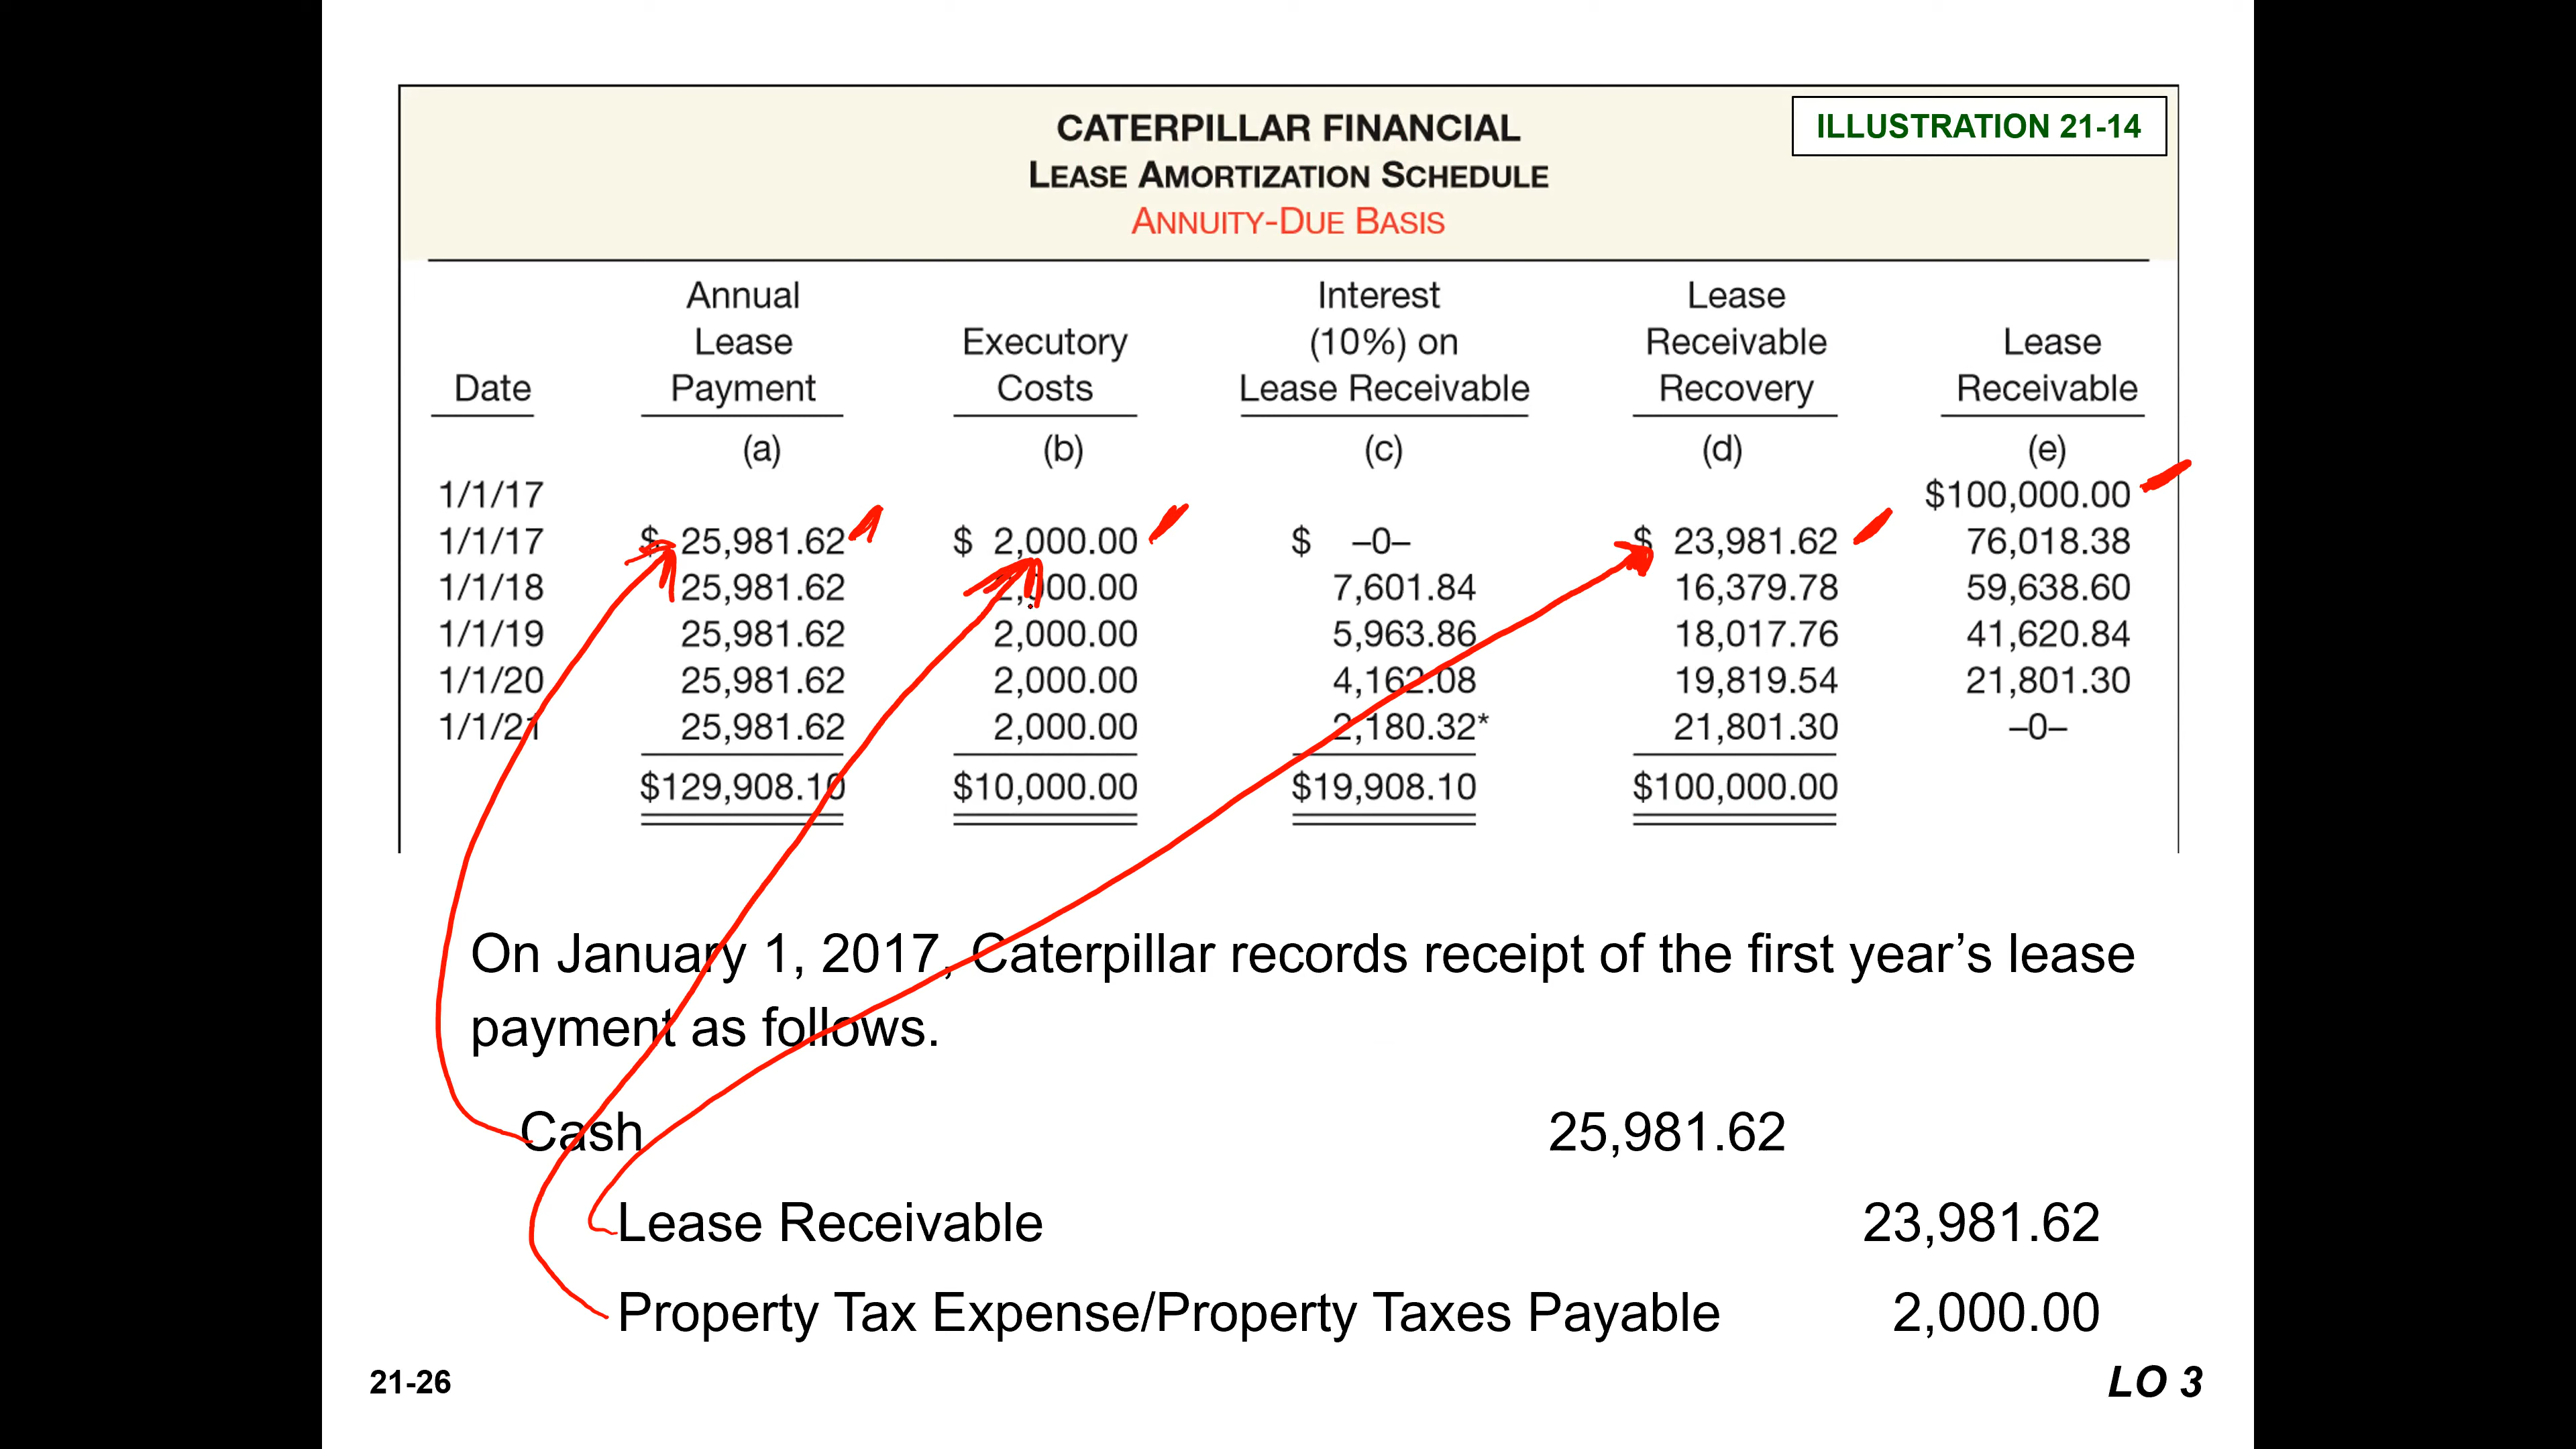 CATERPILLAR FINANCIAL
ILLUSTRATION 21-14
LEASE AMORTIZATION SCHEDULE
ANNUITY-DUE BASIS
Annual Interest Lease
Lease Executory (10%) on Receivable Lease
Date Payment Costs Lease Receivable Recovery Receivable
(a) (b) (c) (d) (e)
1/1/17 $100,000.00
1/1/17 $ 25,981.62 $ 2,000.00 $ –0– $ 23,981.62 76,018.38
1/1/18 25,981.62 2,000.00 7,601.84 16,379.78 59,638.60
1/1/19 25,981.62 2,000.00 5,963.86 18,017.76 41,620.84
1/1/20 25,981.62 2,000.00 4,162.08 19,819.54 21,801.30
1/1/21 25,981.62 2,000.00 2,180.32* 21,801.30 –0–
$129,908.10 $10,000.00 $19,908.10 $100,000.00
On January 1, 2017, Caterpillar records receipt of the first year’s lease
payment as follows.
Cash 25,981.62
Lease Receivable 23,981.62
Property Tax Expense/Property Taxes Payable 2,000.00
21-26 LO 3